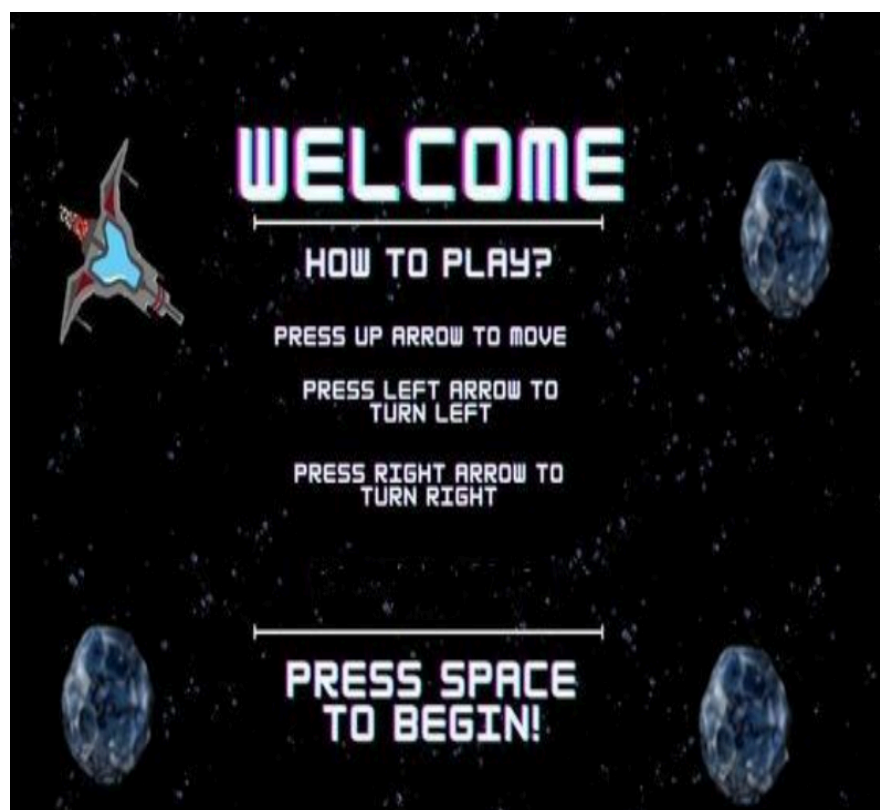 WELCOME
HOW TO PLAY?
PRESS UP ARROW TO MOVE
PRESS LEFT ARROW TO
TURN LEFT
PRESS RIGHT ARROW TO
TURN RIGHT
PRESS SPACE
TO BEGIN!